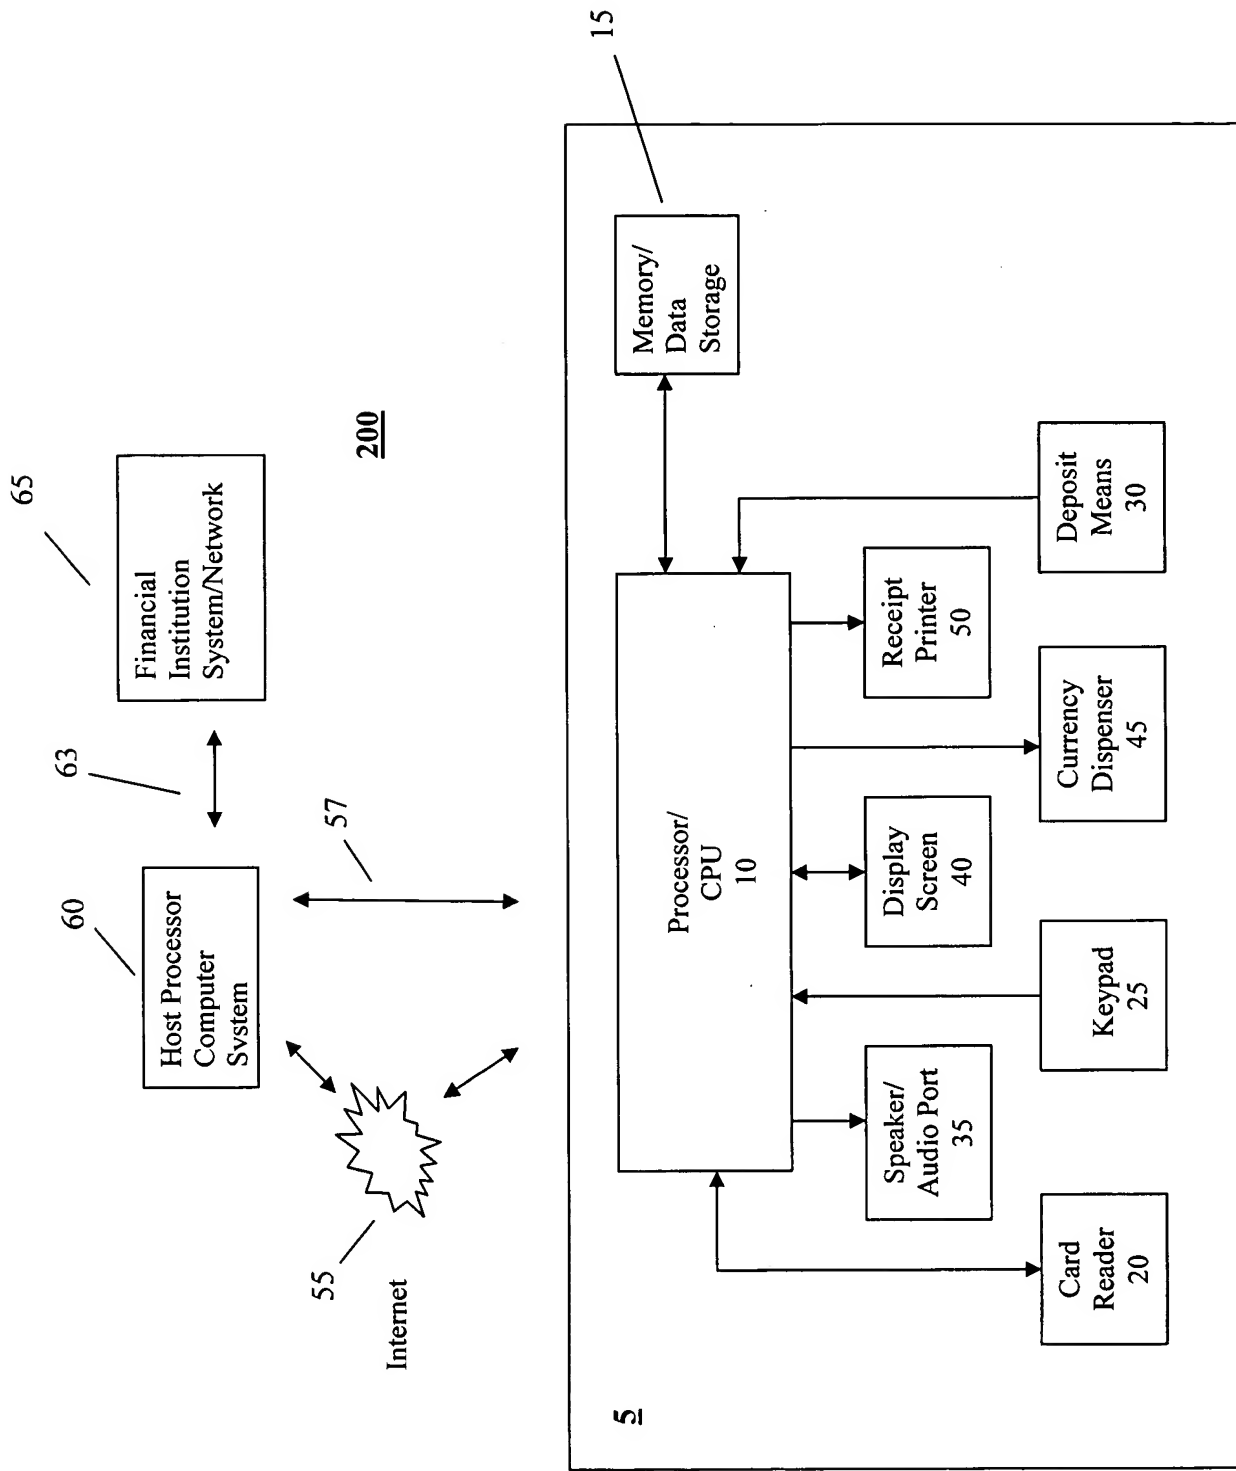 65
63
60
Financial
Institution
System/Network
Host Processor
Computer
Svstem
57
55
Internet
200
15
5
Memory/
Data
Storage
Processor/
CPU
10
Speaker/
Audio Port
35
Display
Screen
40
Receipt
Printer
50
Card
Reader
20
Keypad
25
Currency
Dispenser
45
Deposit
Means
30